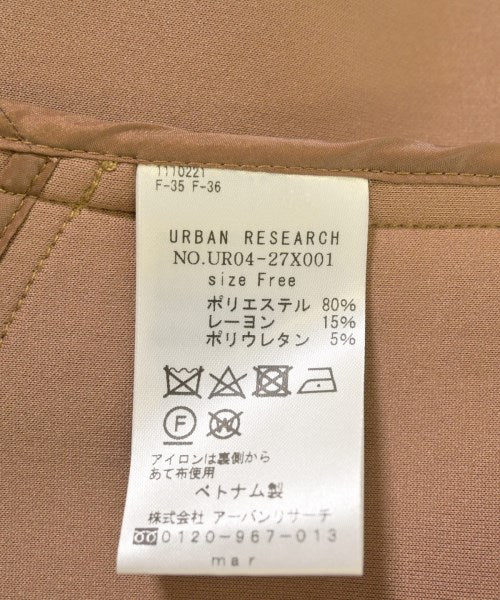 1110221
F-35 F-36
URBAN RESEARCH
NO.UR04-27X001
size Free
ポリエステル 80%
レーヨン 15%
ポリウレタン 5%
F W
アイロンは裏側から
あて布使用
ベトナム製
株式会社 アーバンリサーチ
0120-967-013
mar